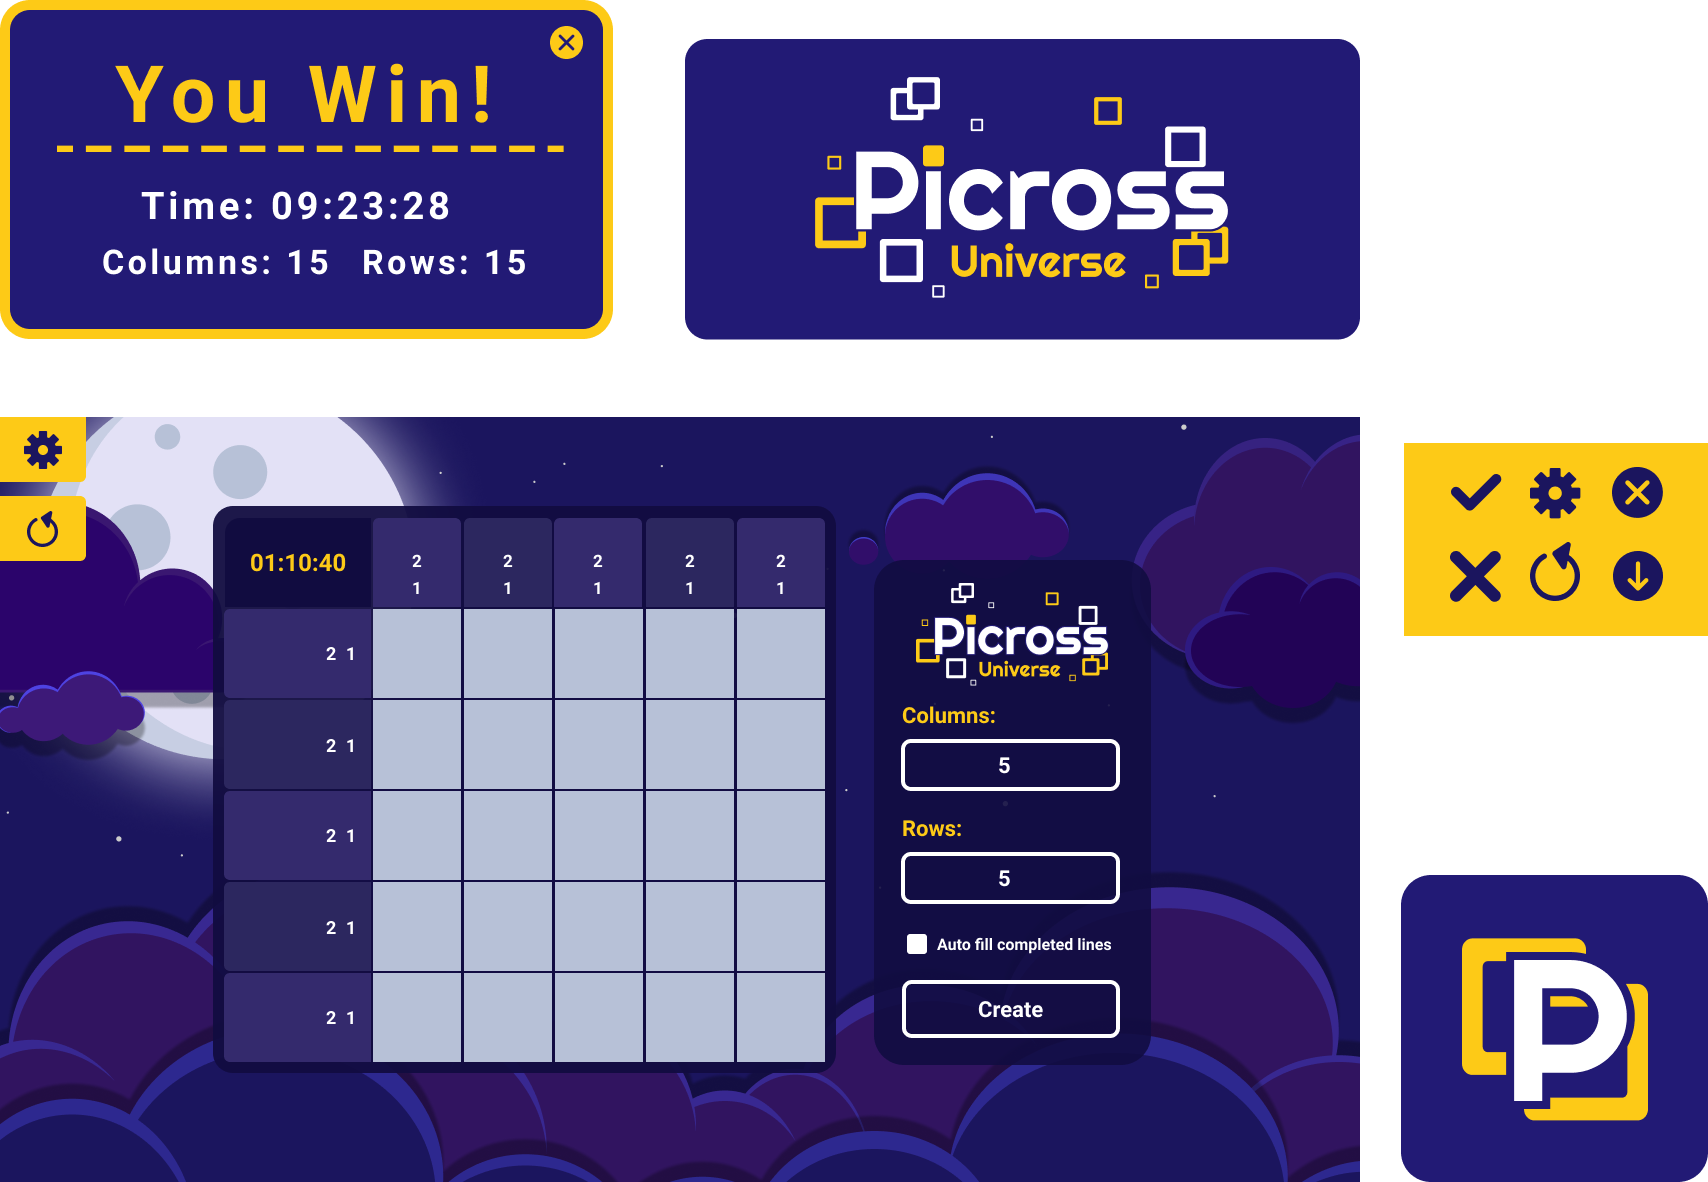 You Win!
Time: 09:23:28
Columns: 15 Rows: 15
Picross
Universe
01:10:40
2 2 2 2 2
1 1 1 1 1
2 1
2 1
2 1
2 1
2 1
Picross
Universe
Columns:
5
Rows:
5
Auto fill completed lines
Create
P